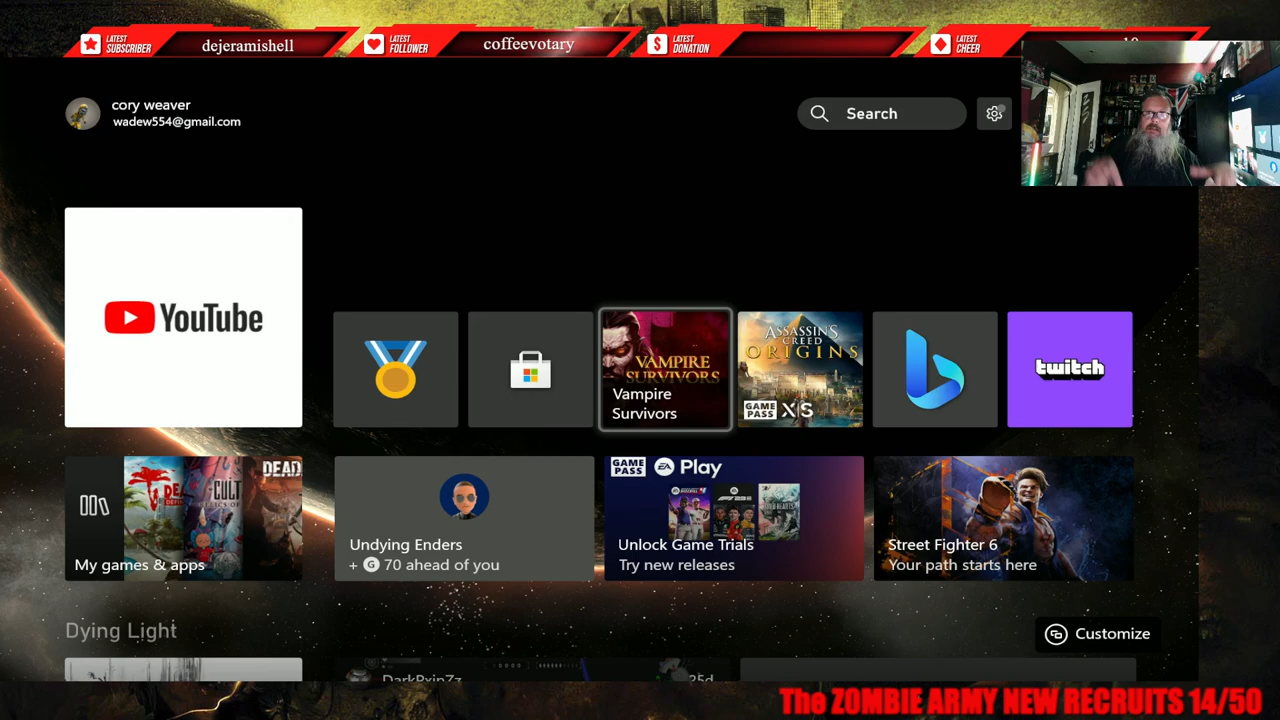 LATEST
SUBSCRIBER
dejeramishell
LATEST
FOLLOWER
coffeevotary
LATEST
DONATION
LATEST
CHEER
cory weaver
wadew554@gmail.com
Search
YouTube
VAMPIRE
SURVIVORS
Vampire
Survivors
ASSASSIN'S
CREED
ORIGINS
GAME
PASS
X|S
twitch
DEAD
CULT
My games & apps
Undying Enders
+ G 70 ahead of you
GAME
PASS
EA Play
Unlock Game Trials
Try new releases
Street Fighter 6
Your path starts here
Dying Light
Customize
DarkRxinZz
25d
The ZOMBIE ARMY NEW RECRUITS 14/50